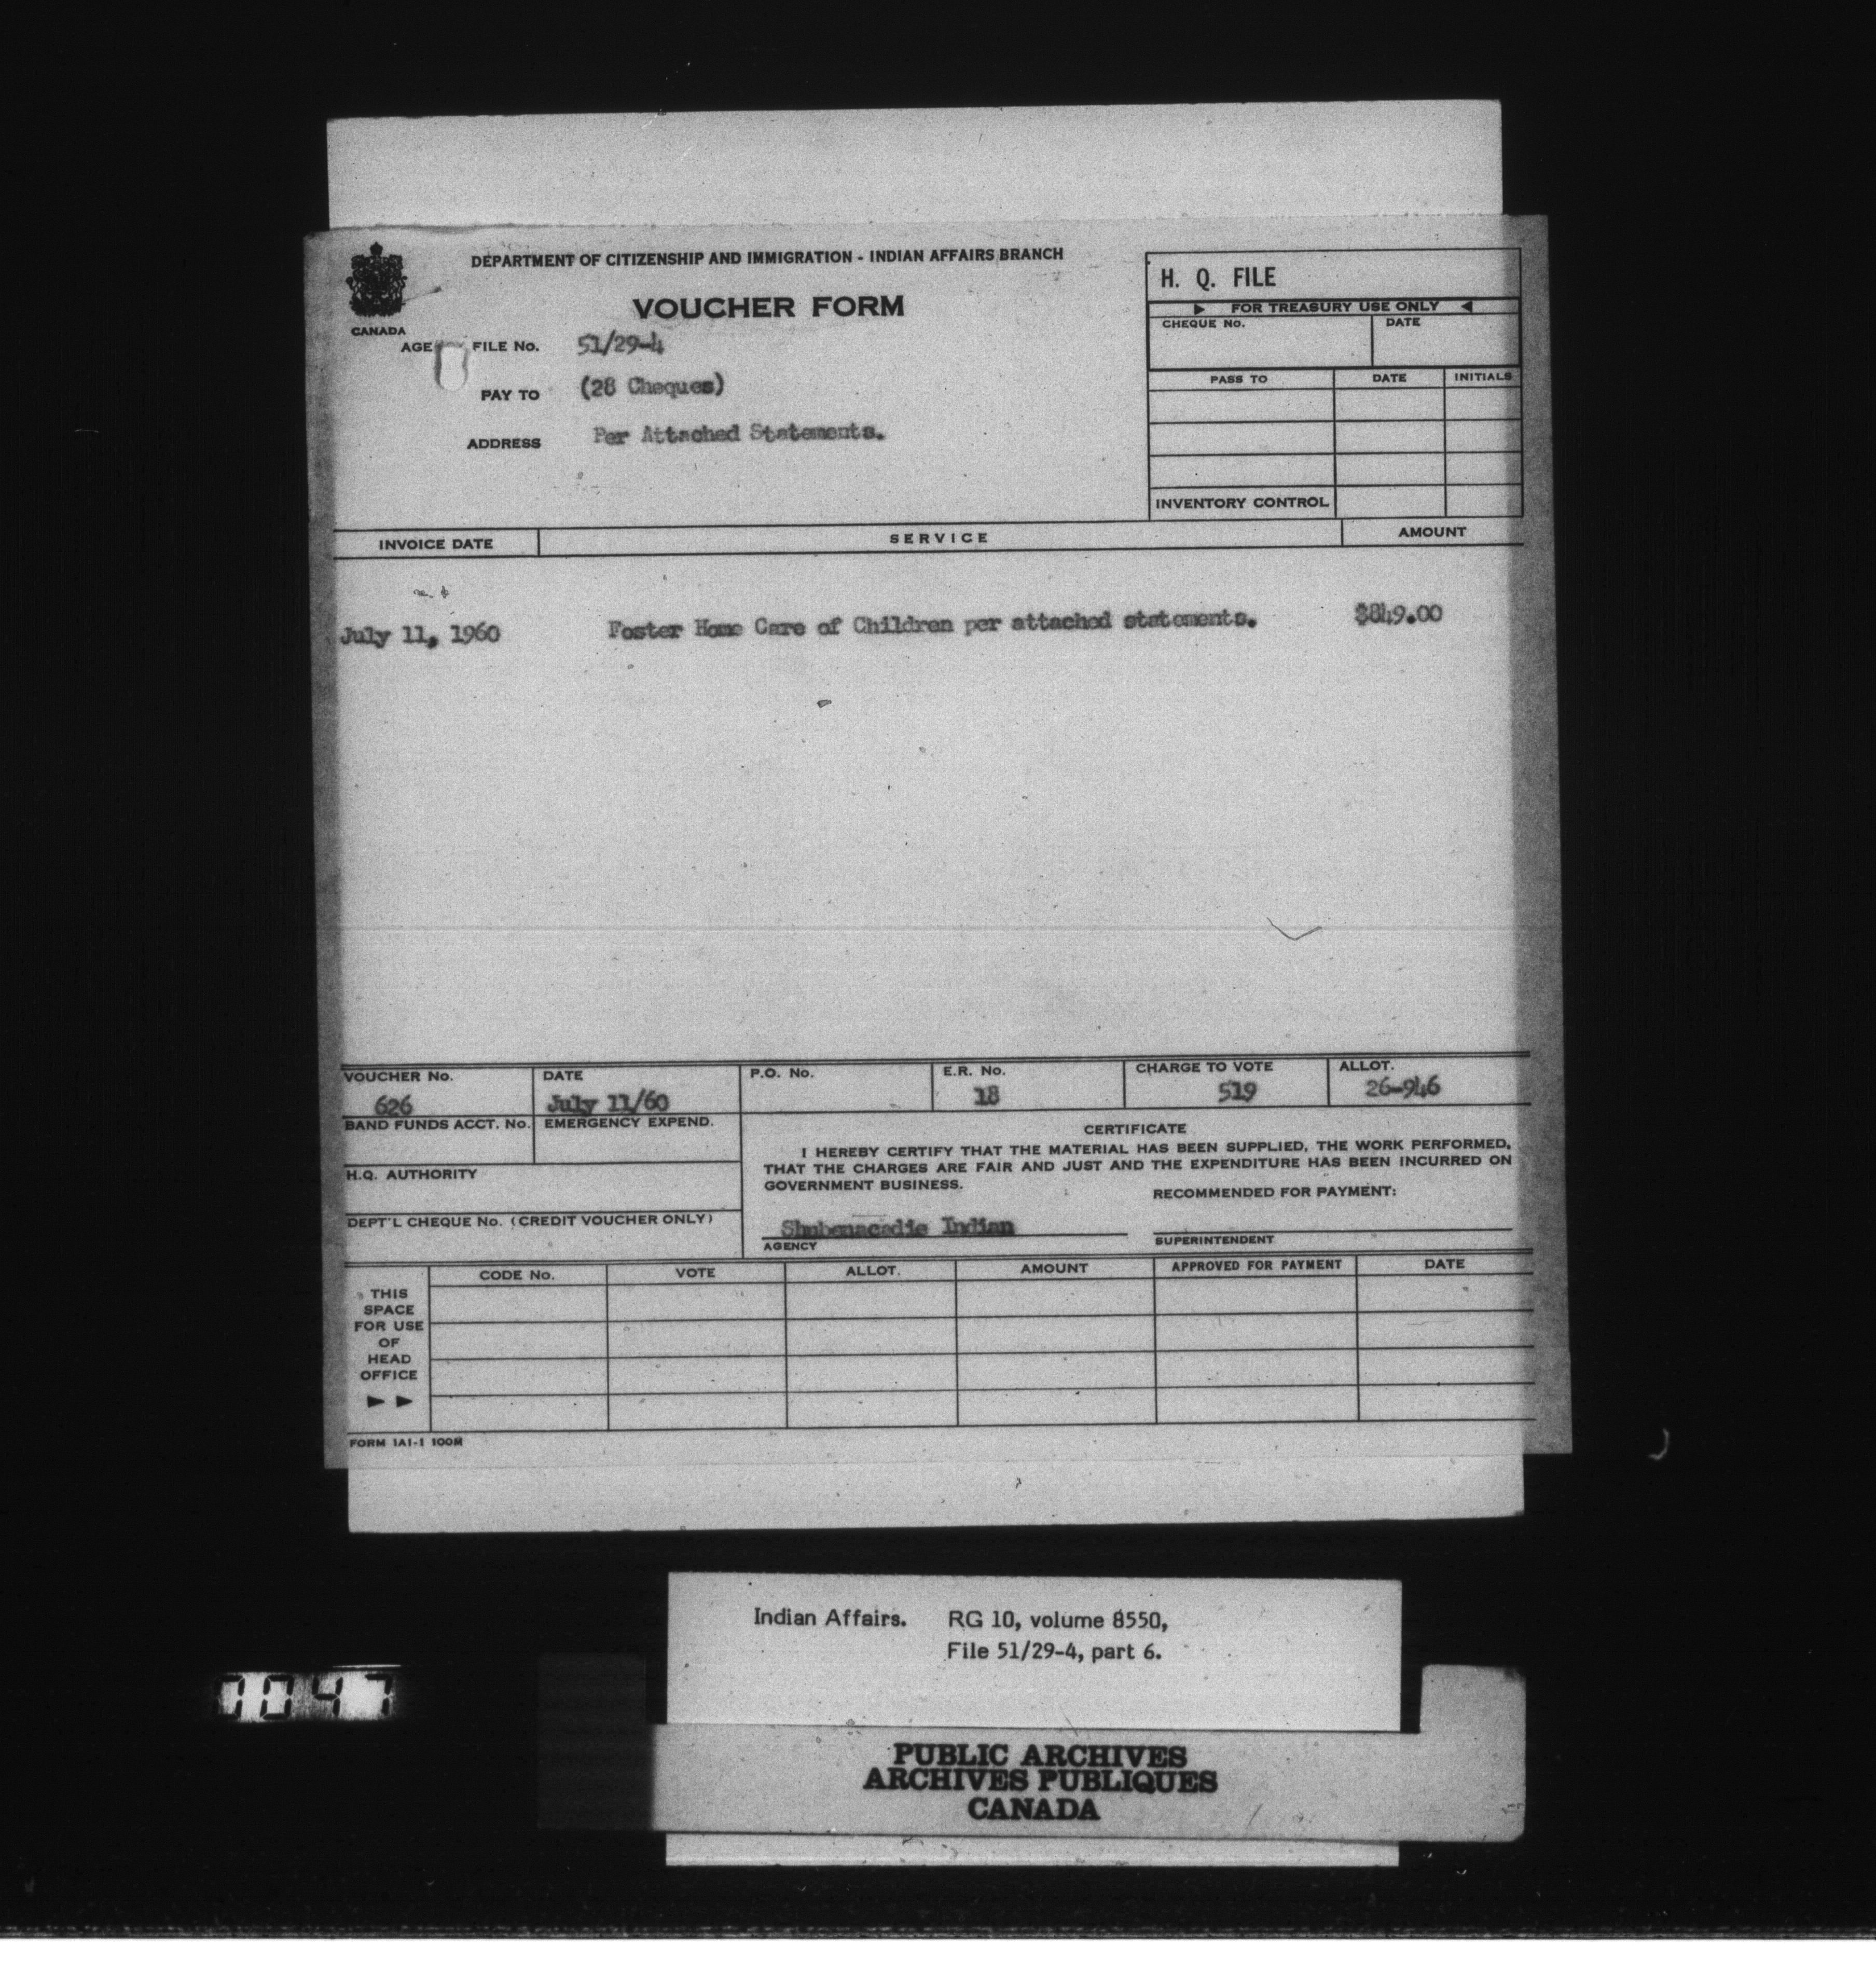 DEPARTMENT OF CITIZENSHIP AND IMMIGRATION - INDIAN AFFAIRS BRANCH
VOUCHER FORM
CANADA
AGE FILE No. 51/29-4
PAY TO (28 Cheques)
ADDRESS Per Attached Statements.
H. Q. FILE
▶ FOR TREASURY USE ONLY ◀
CHEQUE No. DATE
PASS TO DATE INITIALS
INVENTORY CONTROL
INVOICE DATE SERVICE AMOUNT
July 11, 1960 Foster Home Care of Children per attached statements. $849.00
VOUCHER No. DATE P.O. No. E.R. No. CHARGE TO VOTE ALLOT.
626 July 11/60 18 519 26-946
BAND FUNDS ACCT. No. EMERGENCY EXPEND.
H.Q. AUTHORITY
DEPT'L CHEQUE No. (CREDIT VOUCHER ONLY)
CERTIFICATE
I HEREBY CERTIFY THAT THE MATERIAL HAS BEEN SUPPLIED, THE WORK PERFORMED,
THAT THE CHARGES ARE FAIR AND JUST AND THE EXPENDITURE HAS BEEN INCURRED ON
GOVERNMENT BUSINESS.
RECOMMENDED FOR PAYMENT:
Shubenacadie Indian
AGENCY SUPERINTENDENT
CODE No. VOTE ALLOT. AMOUNT APPROVED FOR PAYMENT DATE
THIS
SPACE
FOR USE
OF
HEAD
OFFICE
▶ ▶
FORM 1A1-1 100M
Indian Affairs. RG 10, volume 8550,
File 51/29-4, part 6.
1047
PUBLIC ARCHIVES
ARCHIVES PUBLIQUES
CANADA